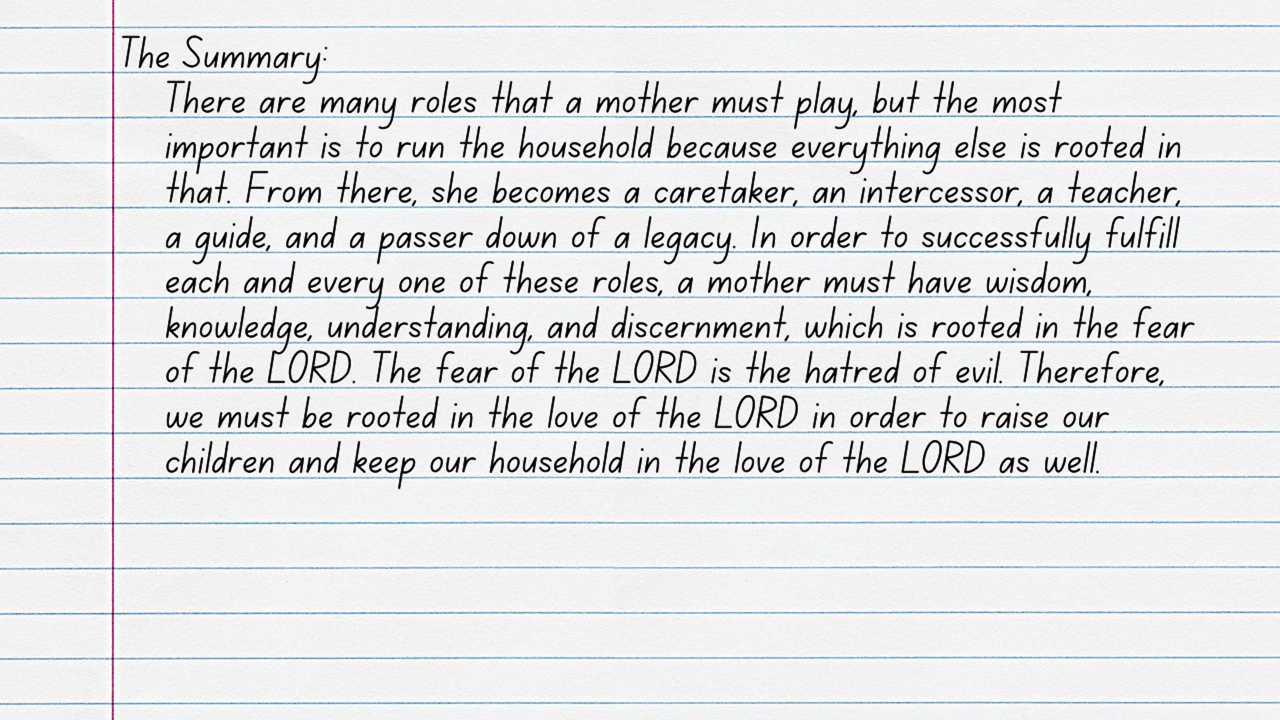 The Summary:
There are many roles that a mother must play, but the most
important is to run the household because everything else is rooted in
that. From there, she becomes a caretaker, an intercessor, a teacher,
a guide, and a passer down of a legacy. In order to successfully fulfill
each and every one of these roles, a mother must have wisdom,
knowledge, understanding, and discernment, which is rooted in the fear
of the LORD. The fear of the LORD is the hatred of evil. Therefore,
we must be rooted in the love of the LORD in order to raise our
children and keep our household in the love of the LORD as well.